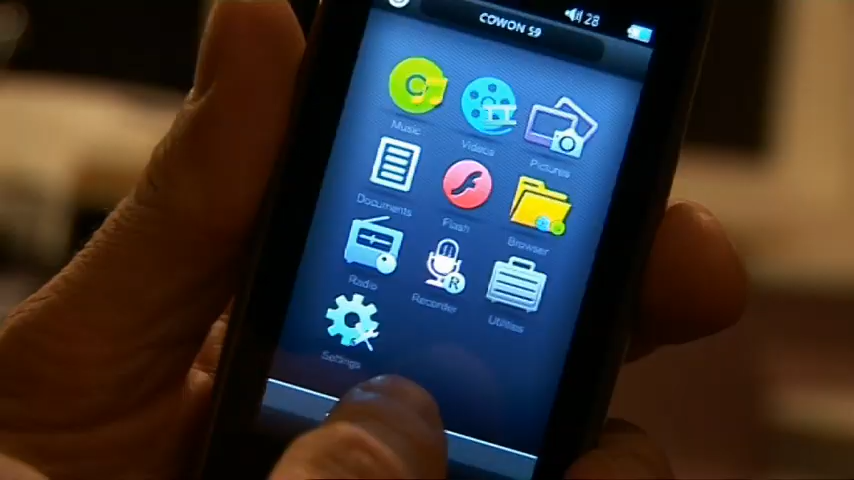 COWON S9
28
Music
Videos
Pictures
Documents
Flash
Browser
Radio
Recorder
R
Utilities
Settings